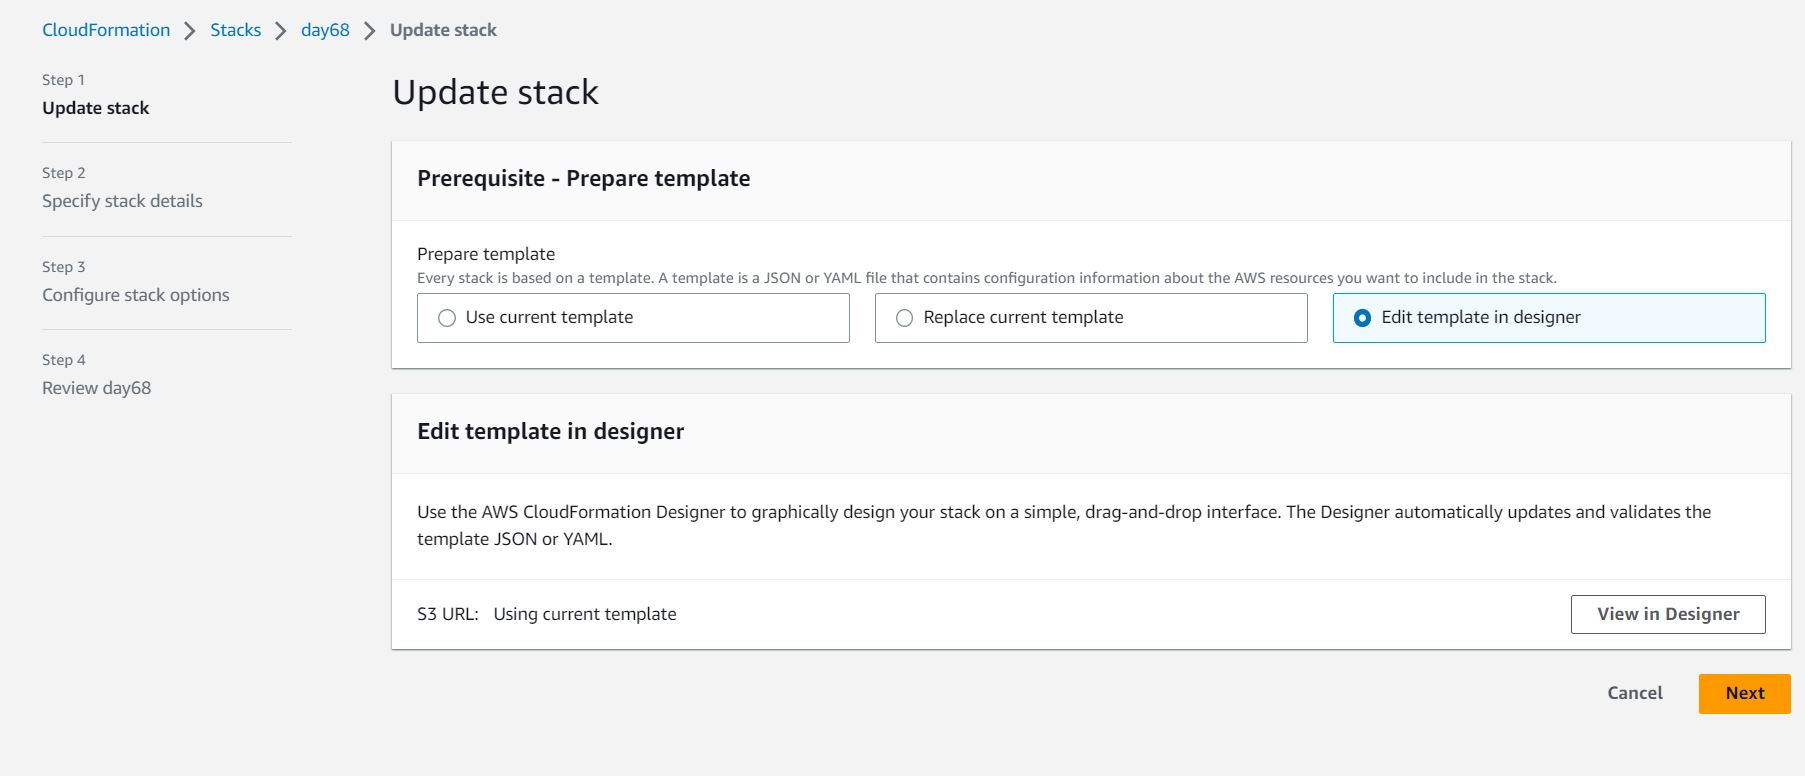 CloudFormation > Stacks > day68 > Update stack
Step 1
Update stack
Step 2
Specify stack details
Step 3
Configure stack options
Step 4
Review day68
Update stack
Prerequisite - Prepare template
Prepare template
Every stack is based on a template. A template is a JSON or YAML file that contains configuration information about the AWS resources you want to include in the stack.
Use current template
Replace current template
Edit template in designer
Edit template in designer
Use the AWS CloudFormation Designer to graphically design your stack on a simple, drag-and-drop interface. The Designer automatically updates and validates the
template JSON or YAML.
S3 URL: Using current template
View in Designer
Cancel
Next